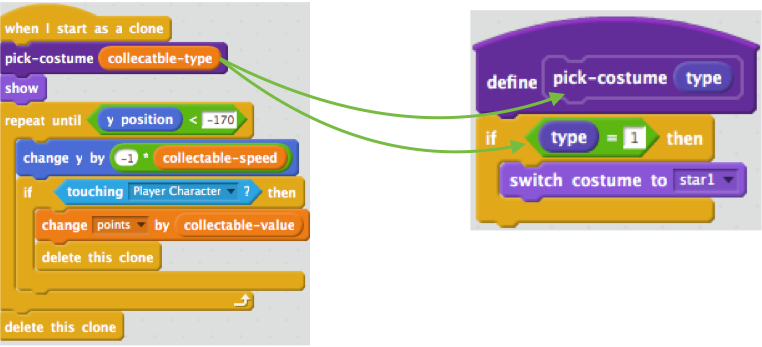 when I start as a clone
pick-costume collecatble-type
show
repeat until y position < -170
change y by -1 * collectable-speed
if touching Player Character ? then
change points by collectable-value
delete this clone
delete this clone
define pick-costume type
if type = 1 then
switch costume to star1